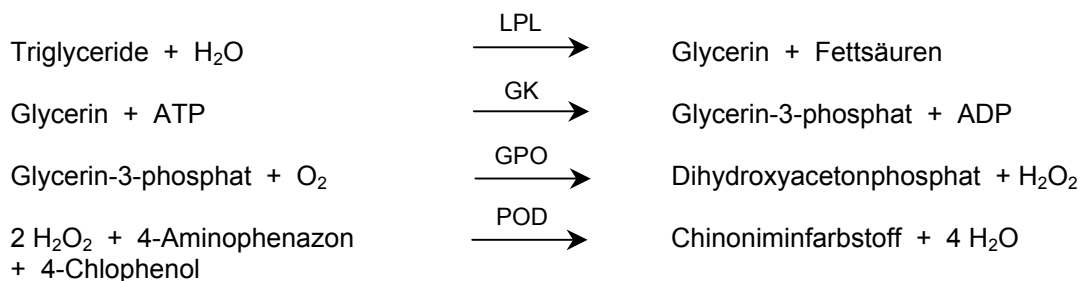 LPL
Triglyceride + H₂O Glycerin + Fettsäuren
GK
Glycerin + ATP Glycerin-3-phosphat + ADP
GPO
Glycerin-3-phosphat + O₂ Dihydroxyacetonphosphat + H₂O₂
POD
2 H₂O₂ + 4-Aminophenazon Chinoniminfarbstoff + 4 H₂O
+ 4-Chlophenol